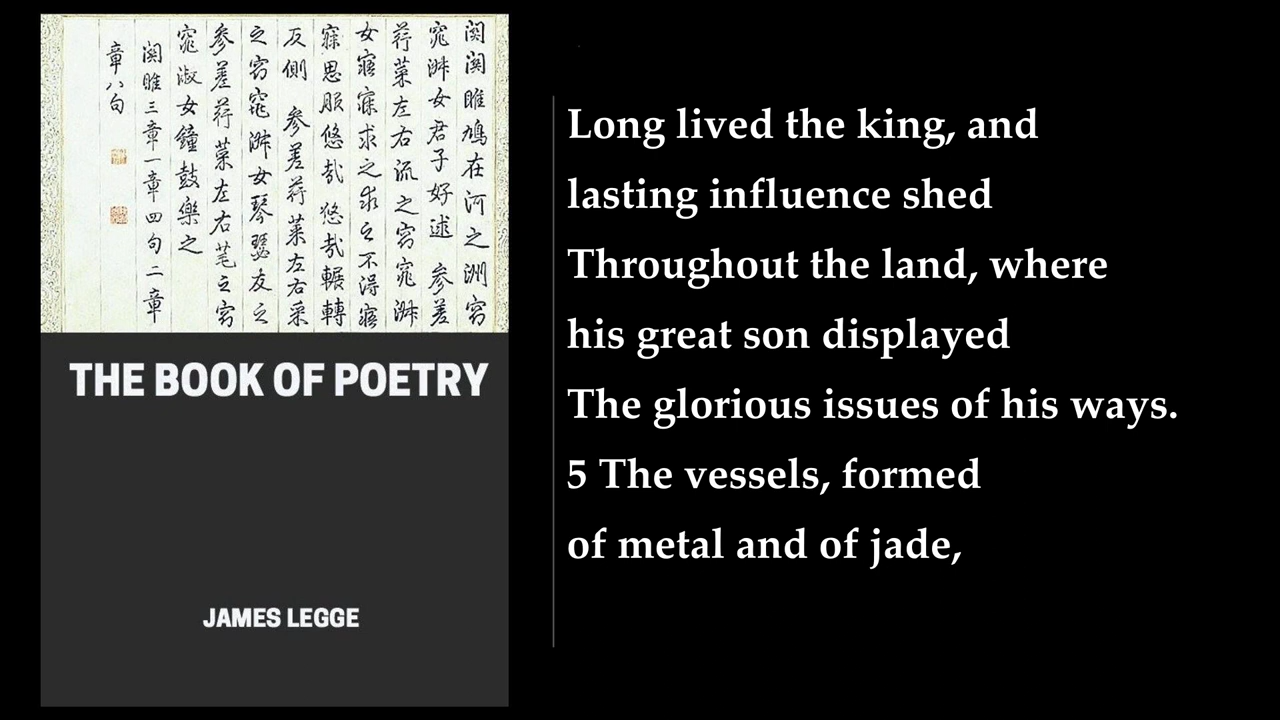 関関雎鳩在河之洲窈
窕淑女君子好逑 参差
荇菜左右流之窈窕淑
女寤寐求之求之不得寤
寐思服悠哉悠哉輾轉
反側 参差荇菜左右采
之窈窕淑女琴瑟友之
参差荇菜左右芼之窈
窕淑女鐘鼓樂之
関雎三章一章四句二章
章八句
THE BOOK OF POETRY
JAMES LEGGE
Long lived the king, and
lasting influence shed
Throughout the land, where
his great son displayed
The glorious issues of his ways.
5 The vessels, formed
of metal and of jade,